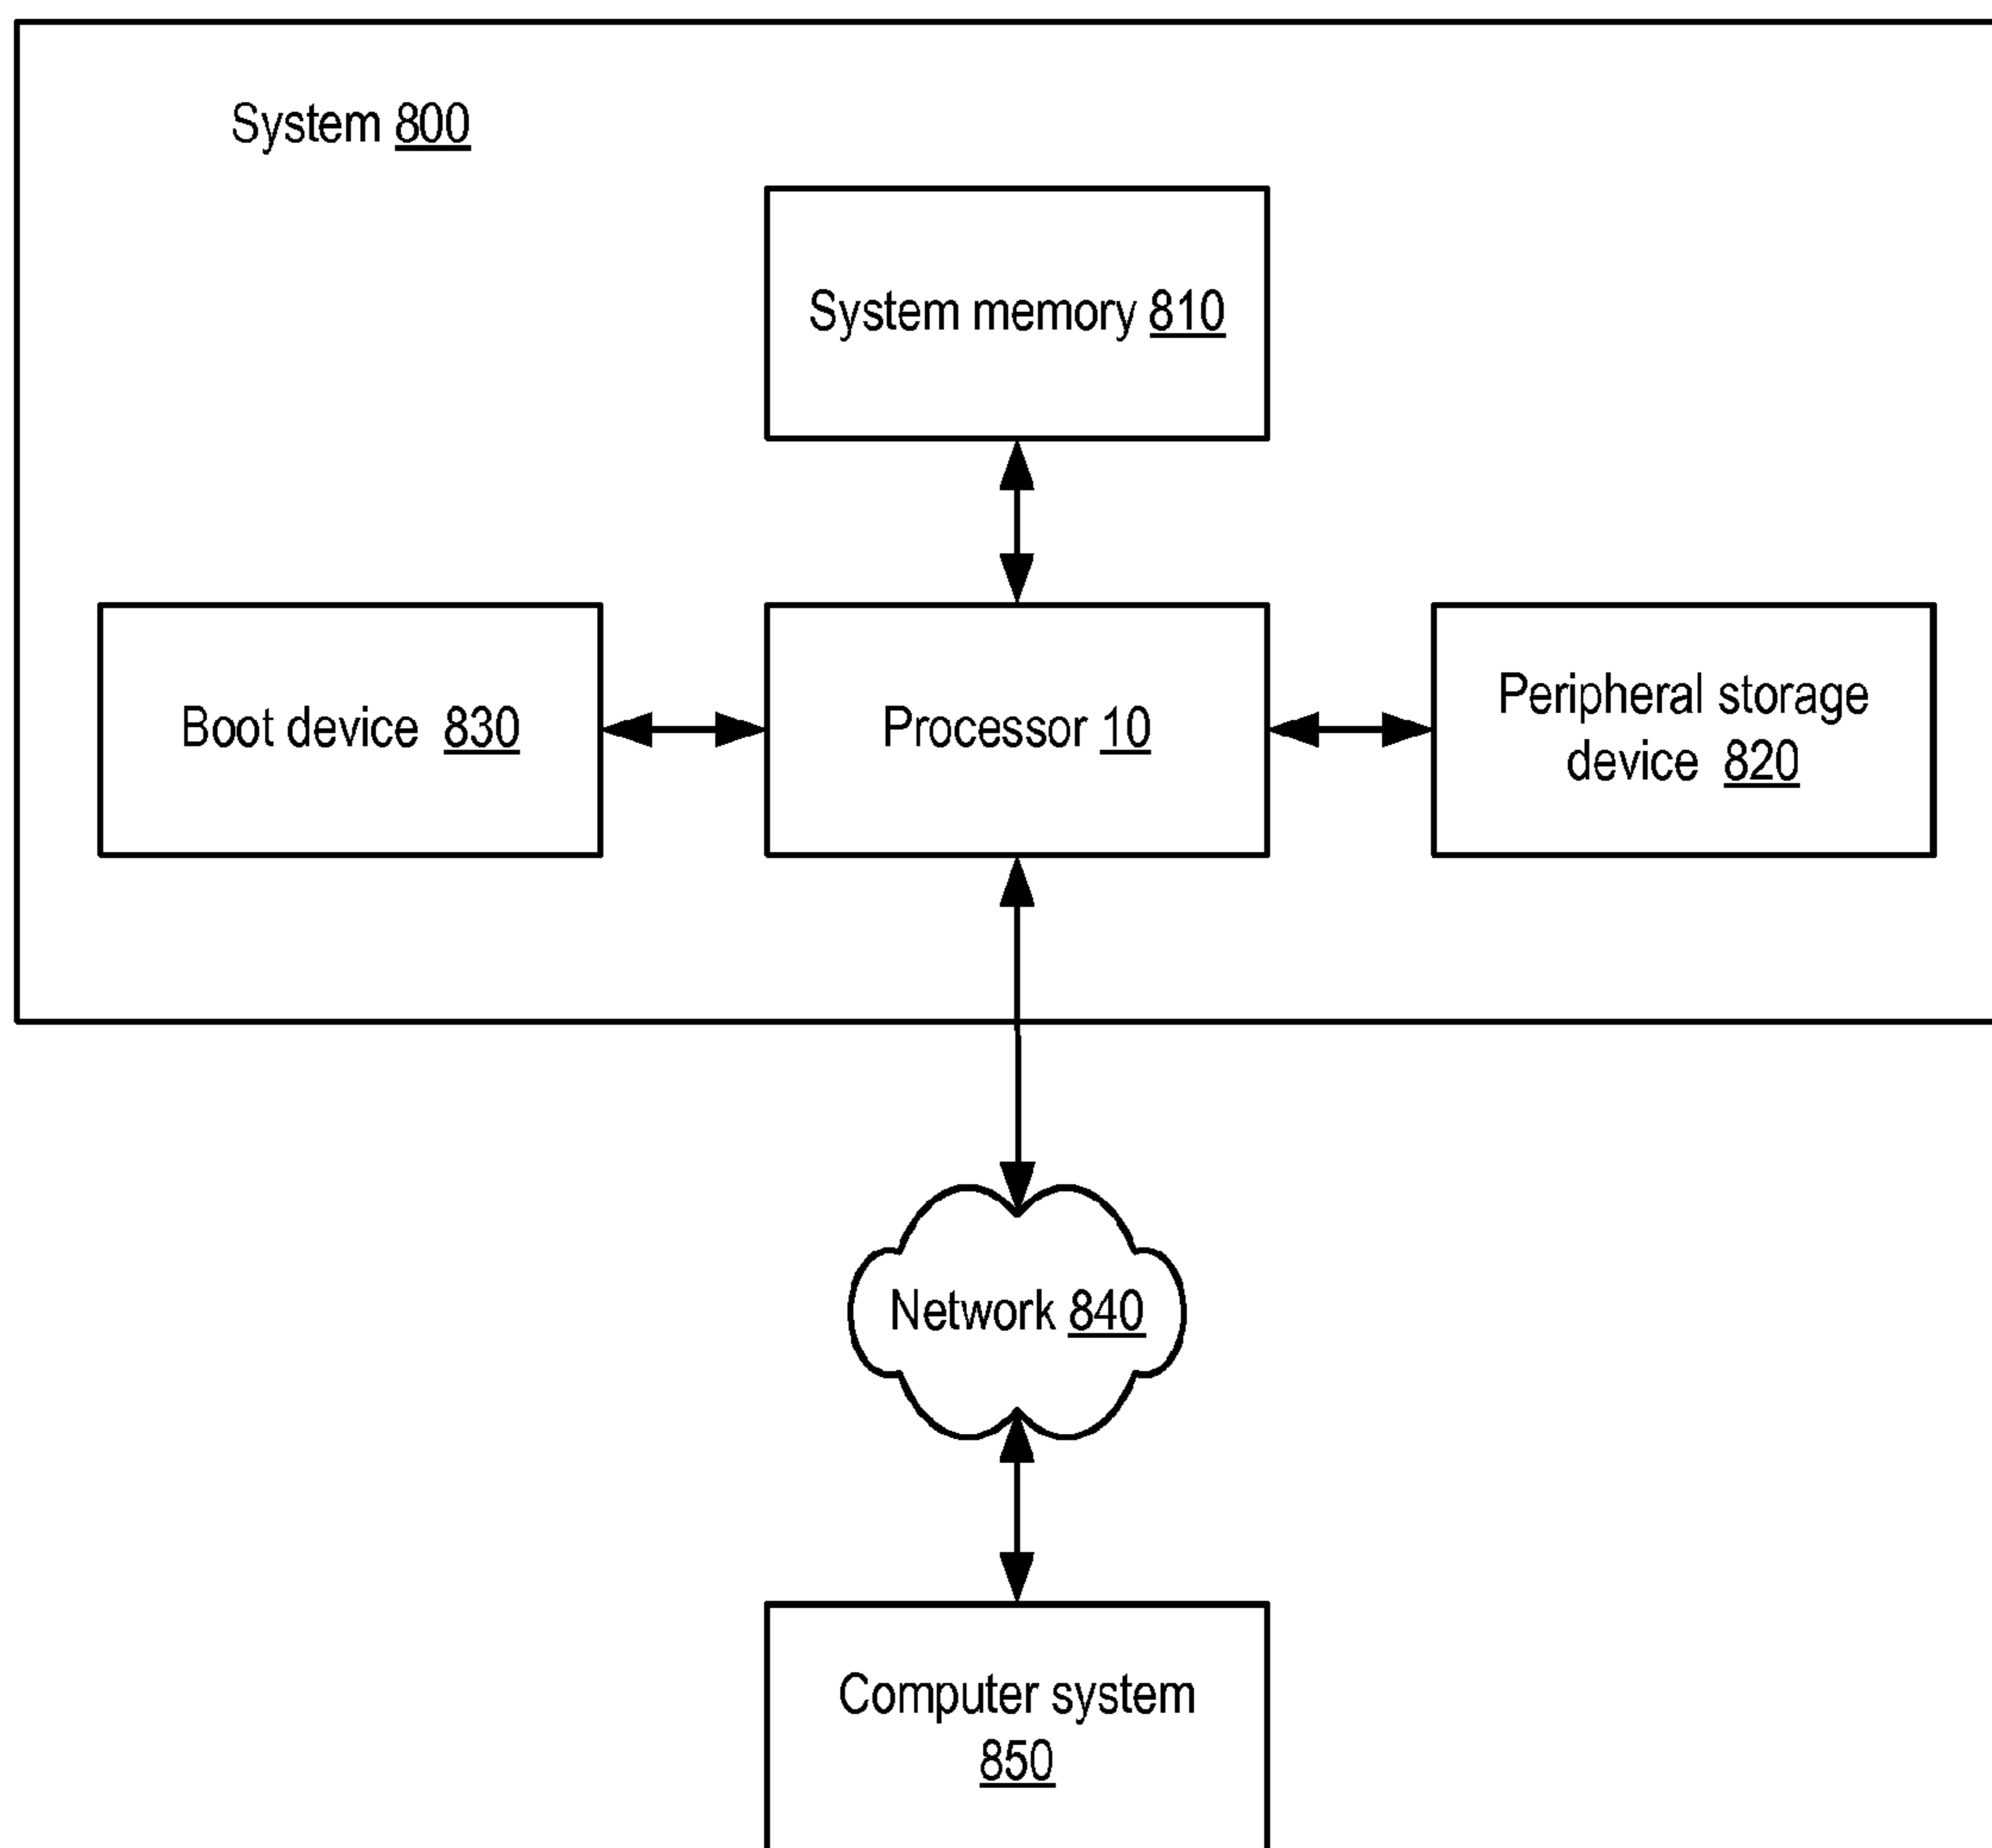 System 800
System memory 810
Boot device 830
Processor 10
Peripheral storage
device 820
Network 840
Computer system
850